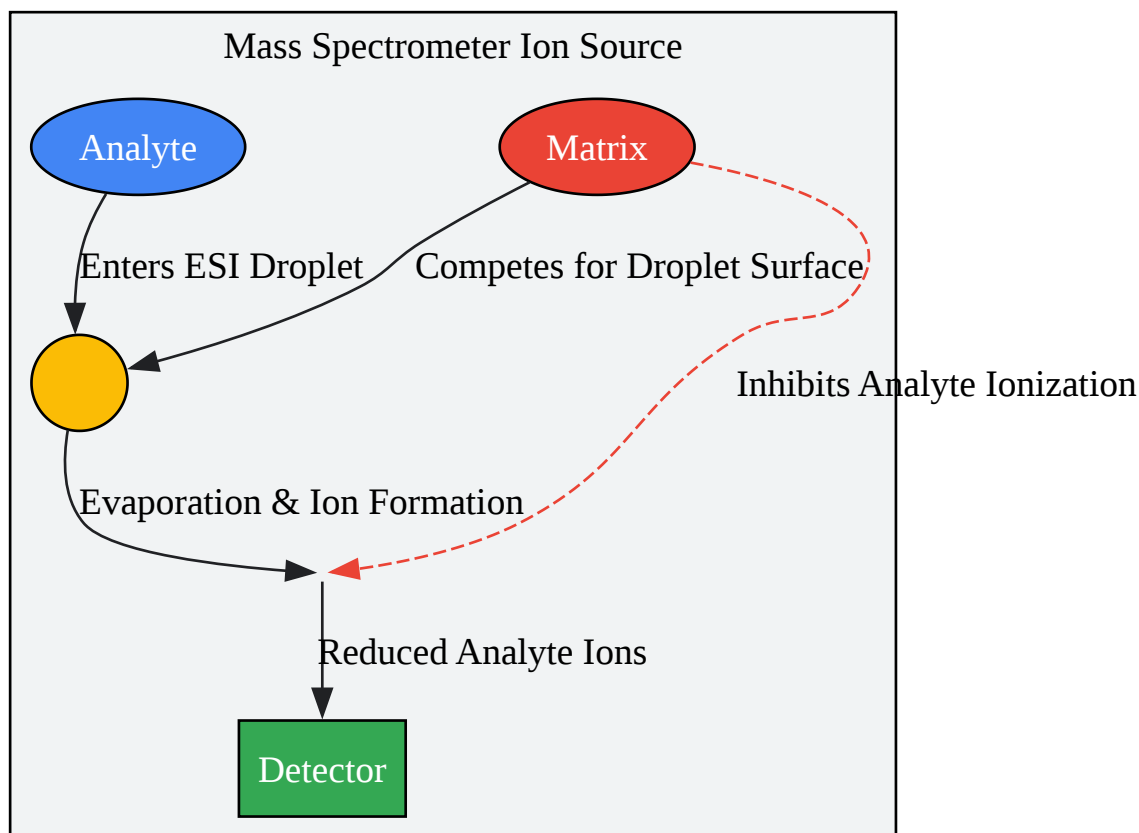 Mass Spectrometer Ion Source
Analyte
Matrix
Enters ESI Droplet
Competes for Droplet Surface
Inhibits Analyte Ionization
Evaporation & Ion Formation
Reduced Analyte Ions
Detector